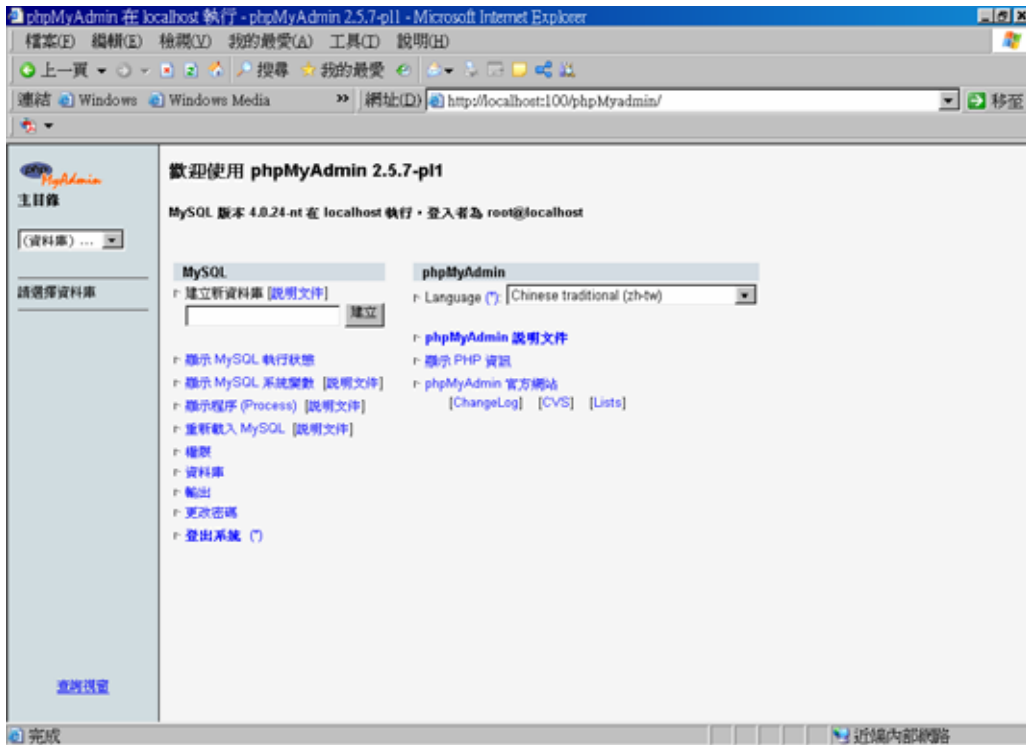 phpMyAdmin 在 localhost 執行 - phpMyAdmin 2.5.7-pl1 - Microsoft Internet Explorer
檔案(F) 編輯(E) 檢視(V) 我的最愛(A) 工具(T) 說明(H)
上一頁 搜尋 我的最愛
連結 Windows Windows Media » 網址(D) http://localhost:100/phpMyadmin/ 移至
php MyAdmin
主目錄
(資料庫) ...
請選擇資料庫
查詢視窗
歡迎使用 phpMyAdmin 2.5.7-pl1
MySQL 版本 4.0.24-nt 在 localhost 執行，登入者為 root@localhost
MySQL
建立新資料庫 [說明文件]
建立
顯示 MySQL 執行狀態
顯示 MySQL 系統變數 [說明文件]
顯示程序 (Process) [說明文件]
重新載入 MySQL [說明文件]
權限
資料庫
輸出
更改密碼
登出系統 (*)
phpMyAdmin
Language (*): Chinese traditional (zh-tw)
phpMyAdmin 說明文件
顯示 PHP 資訊
phpMyAdmin 官方網站
[ChangeLog] [CVS] [Lists]
完成 近端內部網路